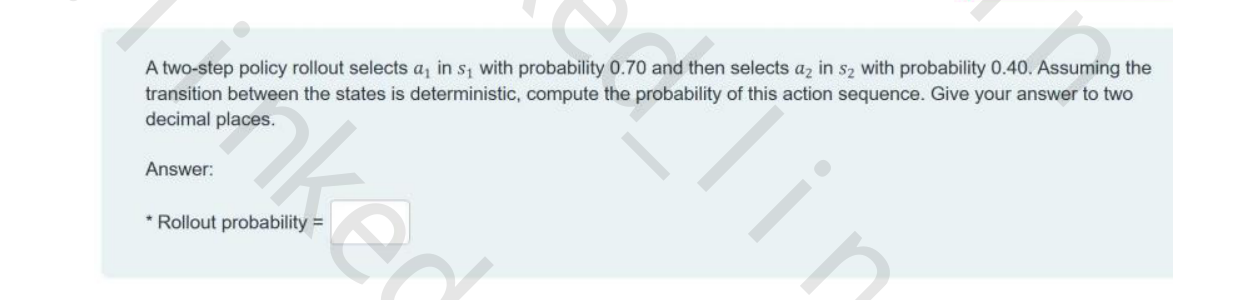 A two-step policy rollout selects a₁ in s₁ with probability 0.70 and then selects a₂ in s₂ with probability 0.40. Assuming the
transition between the states is deterministic, compute the probability of this action sequence. Give your answer to two
decimal places.
Answer:
* Rollout probability =